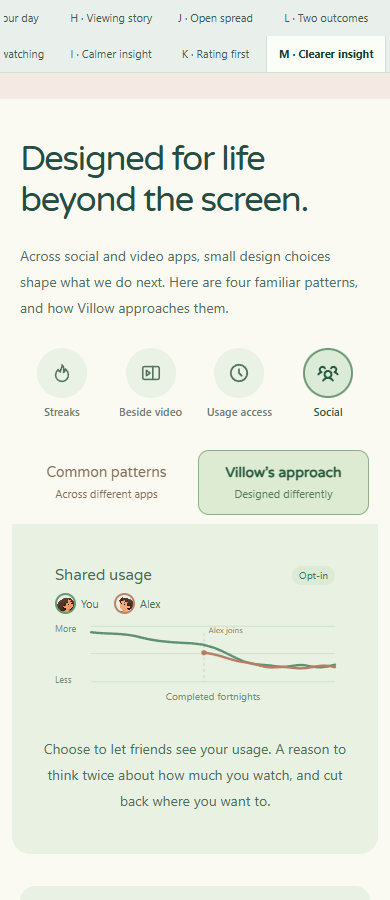 our day H · Viewing story J · Open spread L · Two outcomes
watching I · Calmer insight K · Rating first M · Clearer insight
Designed for life
beyond the screen.
Across social and video apps, small design choices
shape what we do next. Here are four familiar patterns,
and how Villow approaches them.
Streaks Beside video Usage access Social
Common patterns Villow’s approach
Across different apps Designed differently
Shared usage Opt-in
You Alex
More Alex joins
Less
Completed fortnights
Choose to let friends see your usage. A reason to
think twice about how much you watch, and cut
back where you want to.